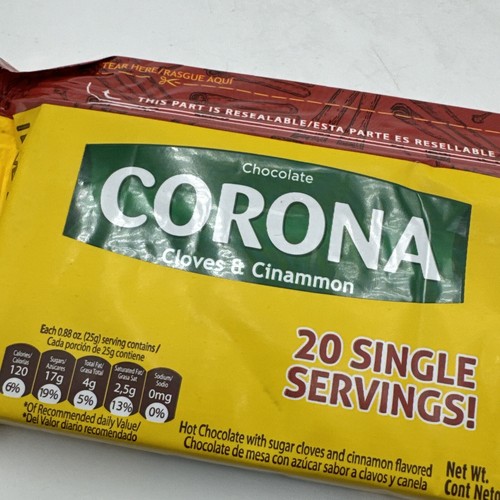 TEAR HERE/RASGUE AQUÍ
THIS PART IS RESEALABLE/ESTA PARTE ES RESELLABLE
Chocolate
CORONA
Cloves & Cinammon
20 SINGLE
SERVINGS!
Each 0.88 oz. (25g) serving contains/
Cada porción de 25g contiene
Calories/
Calorías
120
6%
Sugars/
Azúcares
17g
19%
Total Fat/
Grasa Total
4g
5%
Saturated Fat/
Grasa Sat
2,5g
13%
Sodium/
Sodio
0mg
0%
*Of Recommended daily Value/
*Del Valor diario recomendado
Hot Chocolate with sugar cloves and cinnamon flavored
Chocolate de mesa con azúcar sabor a clavos y canela
Net Wt.
Cont Neto